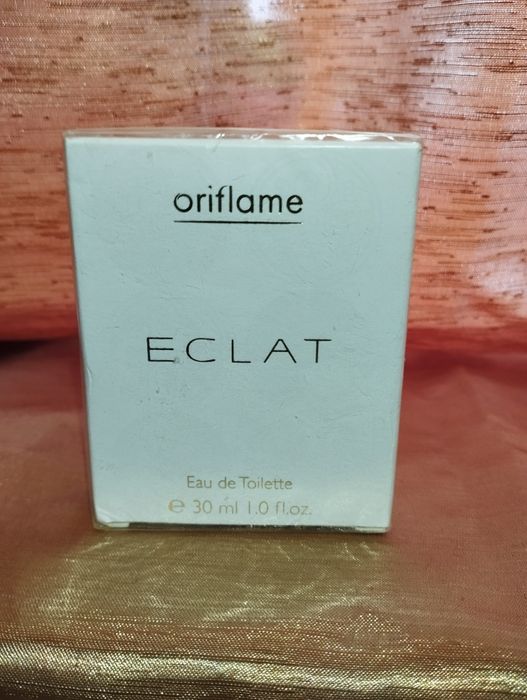 oriflame
ECLAT
Eau de Toilette
℮ 30 ml 1.0 fl.oz.